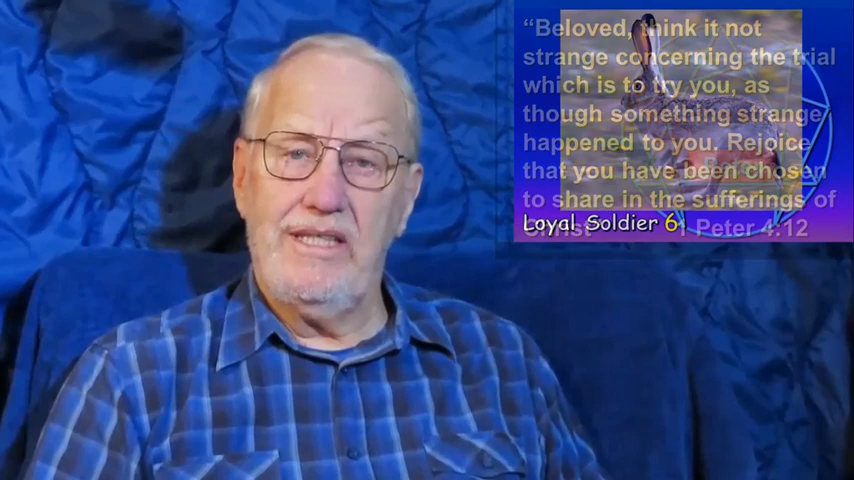 “Beloved, think it not
strange concerning the trial
which is to try you, as
though something strange
happened to you. Rejoice
that you have been chosen
to share in the sufferings of
Christ” 1 Peter 4:12
Loyal Soldier 6